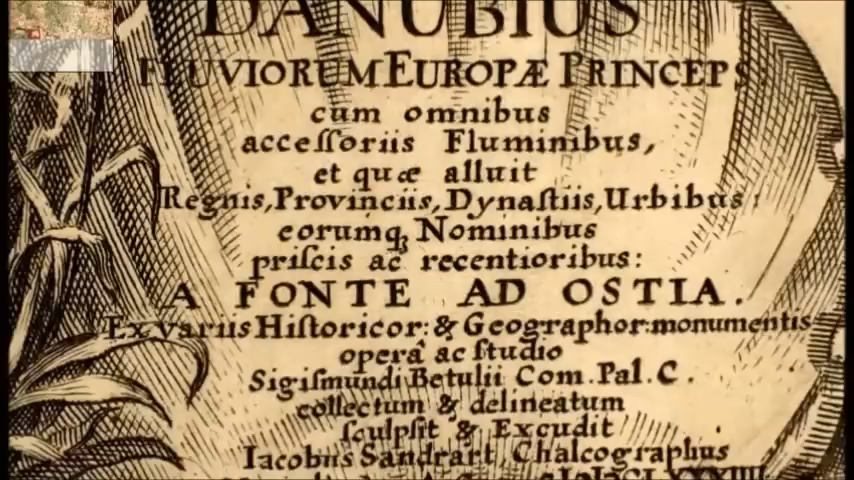 DANUBIUS
FLUVIORUM EUROPÆ PRINCEPS
cum omnibus
acceſſoriis Fluminibus,
et quæ alluit
Regnis, Provinciis, Dynaſtiis, Urbibus;
eorumq; Nominibus
priſcis ac recentioribus:
A FONTE AD OSTIA.
Ex variis Hiſtoricor: & Geographor: monumentis
operâ ac ſtudio
Sigiſmundi Betulii Com. Pal. C.
collectum & delineatum
ſculpſit & Excudit
Iacobus Sandrart, Chalcographus